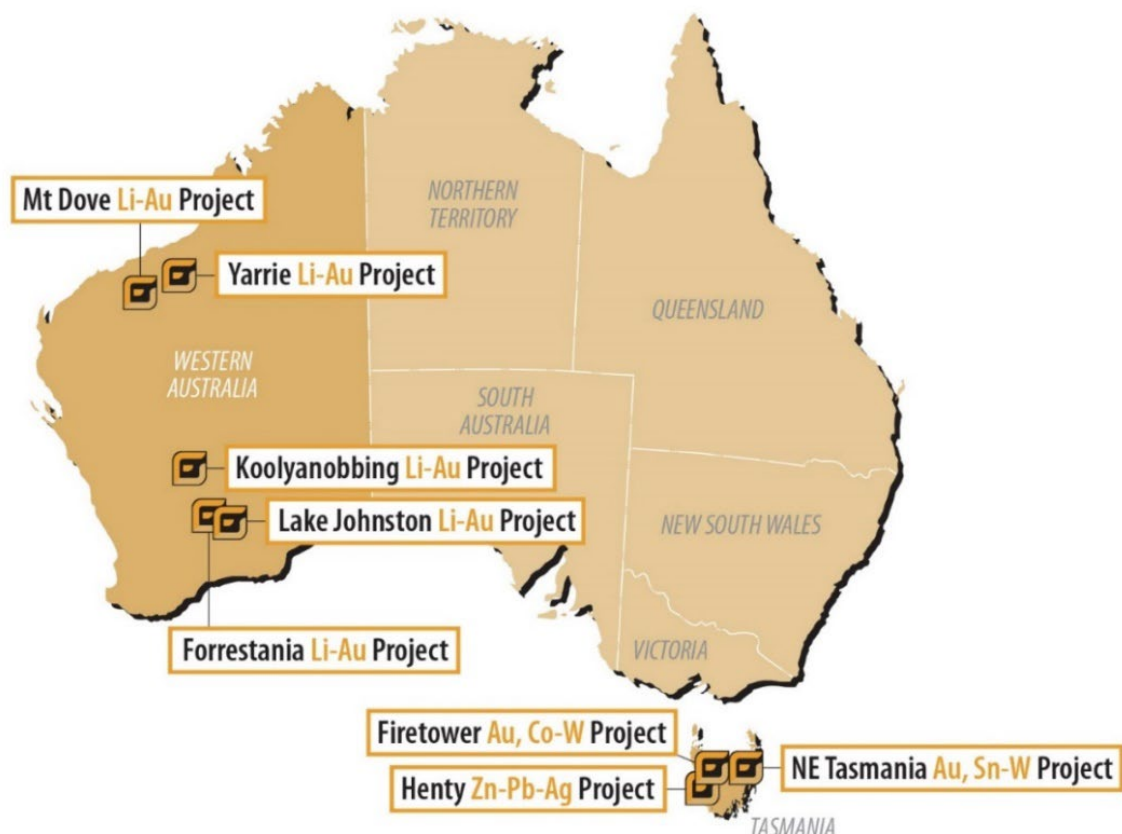 NORTHERN
TERRITORY
Mt Dove Li-Au Project
Yarrie Li-Au Project
QUEENSLAND
WESTERN
AUSTRALIA
SOUTH
AUSTRALIA
Koolyanobbing Li-Au Project
Lake Johnston Li-Au Project
NEW SOUTH WALES
Forrestania Li-Au Project
VICTORIA
Firetower Au, Co-W Project
NE Tasmania Au, Sn-W Project
Henty Zn-Pb-Ag Project
TASMANIA